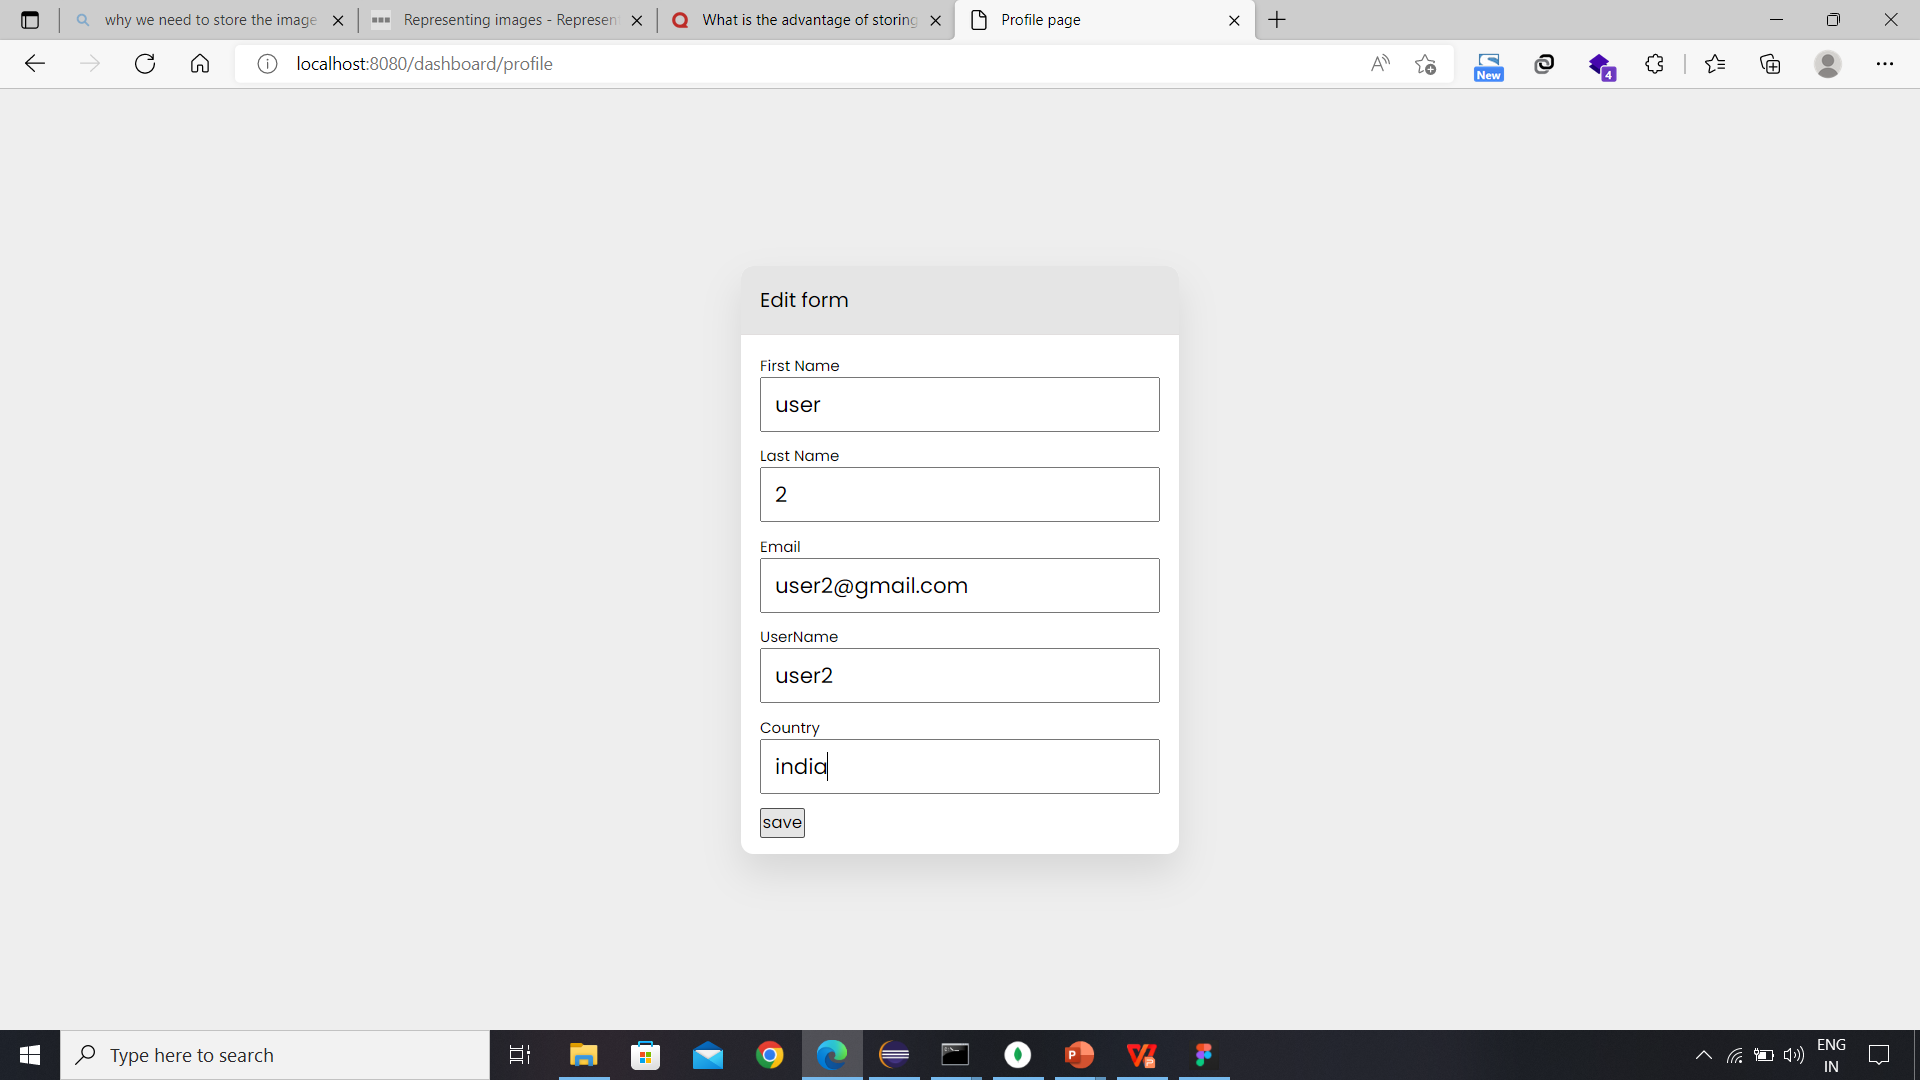 why we need to store the image
Representing images - Represen
What is the advantage of storing
Profile page
localhost:8080/dashboard/profile
New
4
Edit form
First Name
user
Last Name
2
Email
user2@gmail.com
UserName
user2
Country
india
save
Type here to search
ENG
IN